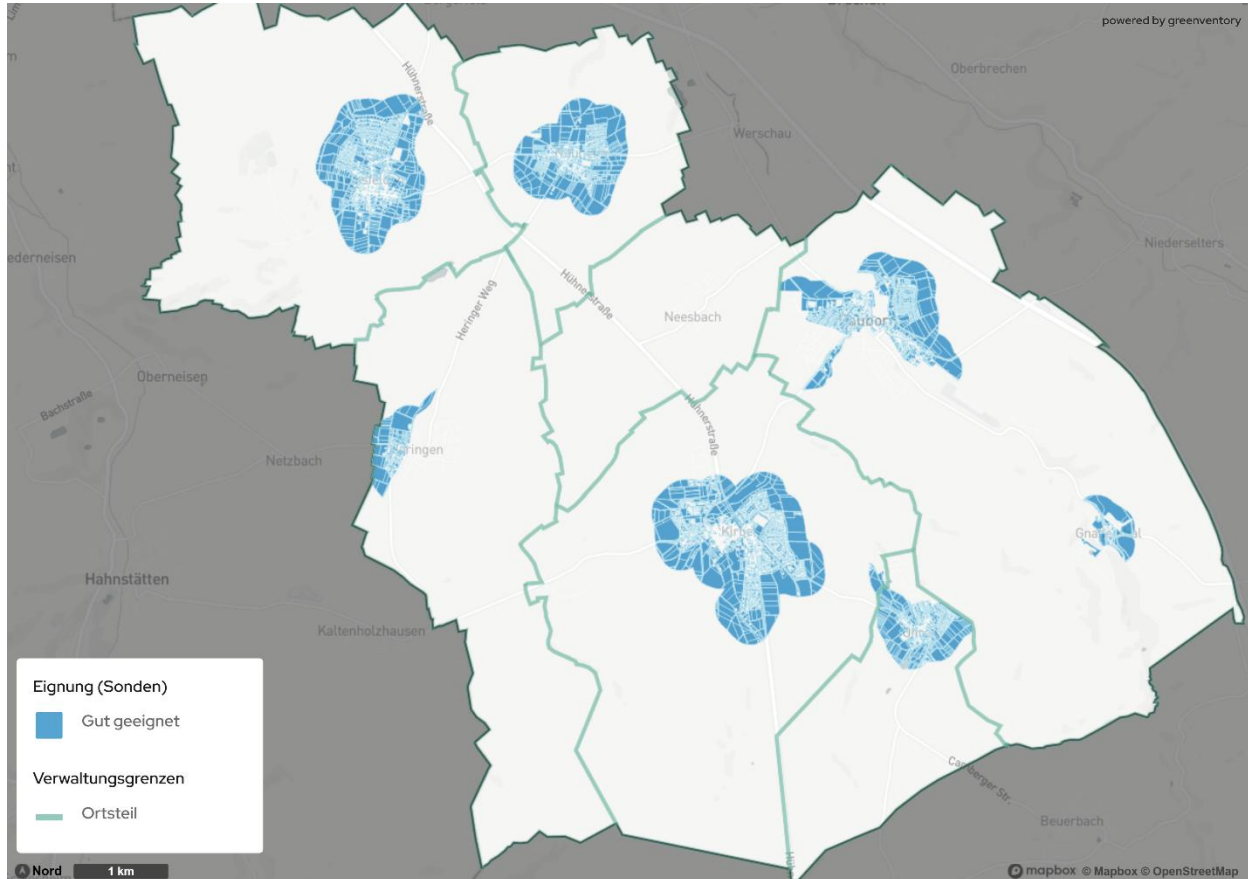 powered by greenventory
Oberbrechen
Hühnerstraße
Werschau
Niederselters
ederneisen
Heringer Weg
Hühnerstraße
Neesbach
Oberneisen
Bachstraße
Hühnerstraße
Netzbach
Hahnstätten
Kaltenholzhausen
Camberger Str.
Beuerbach
Eignung (Sonden)
Gut geeignet
Verwaltungsgrenzen
Ortsteil
Nord
1 km
mapbox © Mapbox © OpenStreetMap